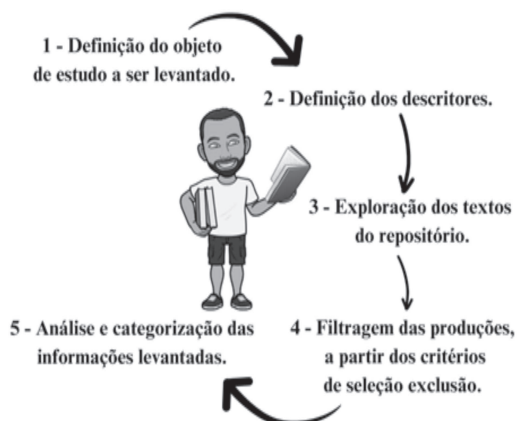 1 - Definição do objeto
de estudo a ser levantado.
2 - Definição dos descritores.
3 - Exploração dos textos
do repositório.
4 - Filtragem das produções,
a partir dos critérios
de seleção exclusão.
5 - Análise e categorização das
informações levantadas.